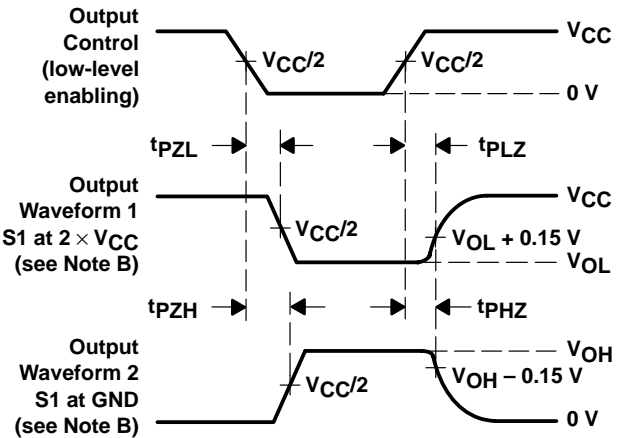 Output
Control
(low-level
enabling)
VCC/2
VCC/2
VCC
0 V
tPZL
tPLZ
Output
Waveform 1
S1 at 2 × VCC
(see Note B)
VCC/2
VCC
VOL + 0.15 V
VOL
tPZH
tPHZ
Output
Waveform 2
S1 at GND
(see Note B)
VCC/2
VOH
VOH – 0.15 V
0 V